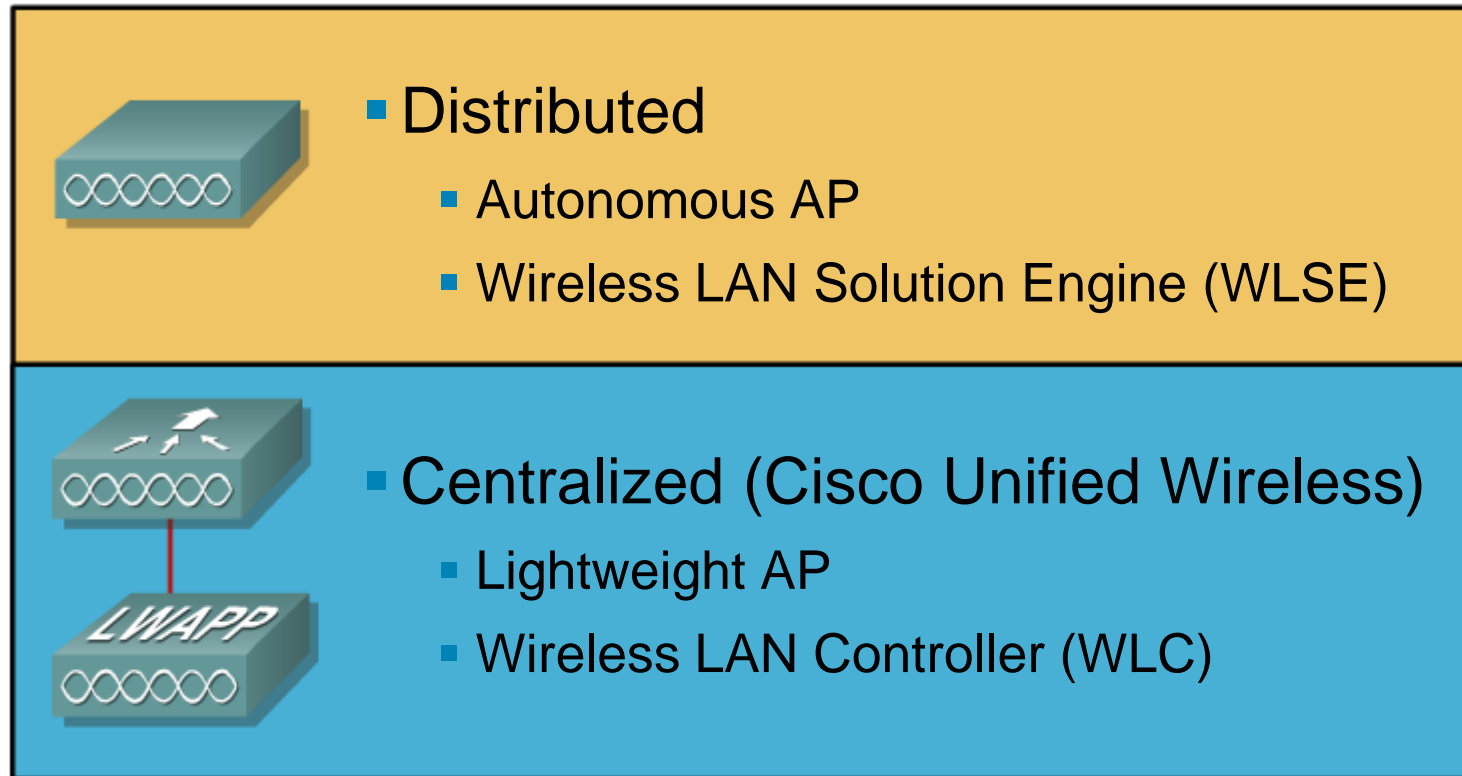 Distributed
Autonomous AP
Wireless LAN Solution Engine (WLSE)
Centralized (Cisco Unified Wireless)
Lightweight AP
LWAPP
Wireless LAN Controller (WLC)